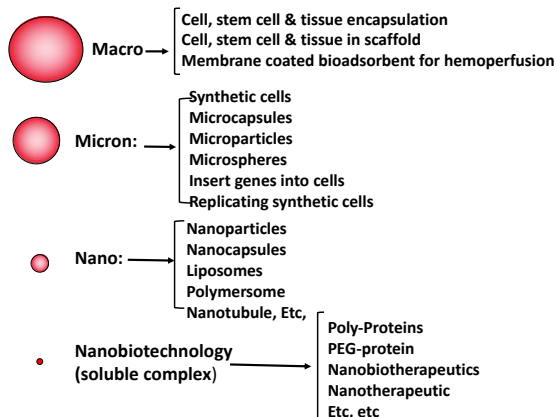 Macro
Cell, stem cell & tissue encapsulation
Cell, stem cell & tissue in scaffold
Membrane coated bioadsorbent for hemoperfusion
Micron:
Synthetic cells
Microcapsules
Microparticles
Microspheres
Insert genes into cells
Replicating synthetic cells
Nano:
Nanoparticles
Nanocapsules
Liposomes
Polymersome
Nanotubule, Etc,
Nanobiotechnology
(soluble complex)
Poly-Proteins
PEG-protein
Nanobiotherapeutics
Nanotherapeutic
Etc, etc